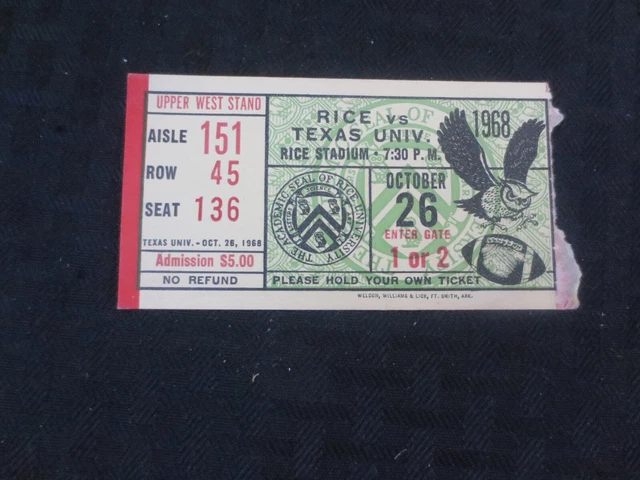 UPPER WEST STAND
AISLE 151
ROW 45
SEAT 136
TEXAS UNIV. - OCT. 26, 1968
Admission $5.00
NO REFUND
RICE vs
TEXAS UNIV.
RICE STADIUM • 7:30 P.M.
1968
THE ACADEMIC SEAL OF RICE UNIVERSITY
OCTOBER
26
ENTER GATE
1 or 2
PLEASE HOLD YOUR OWN TICKET
WELDON, WILLIAMS & LICK, FT. SMITH, ARK.